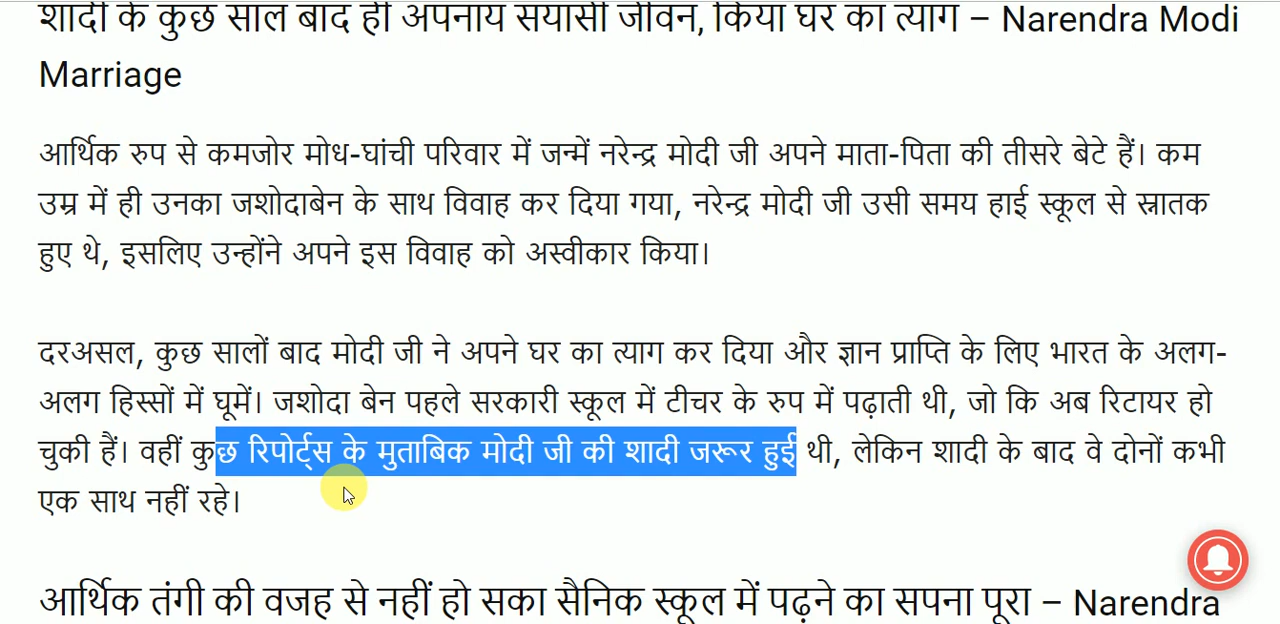 शादी के कुछ साल बाद ही अपनाय सयासी जीवन, किया घर का त्याग – Narendra Modi
Marriage
आर्थिक रुप से कमजोर मोध-घांची परिवार में जन्में नरेन्द्र मोदी जी अपने माता-पिता की तीसरे बेटे हैं। कम
उम्र में ही उनका जशोदाबेन के साथ विवाह कर दिया गया, नरेन्द्र मोदी जी उसी समय हाई स्कूल से स्नातक
हुए थे, इसलिए उन्होंने अपने इस विवाह को अस्वीकार किया।
दरअसल, कुछ सालों बाद मोदी जी ने अपने घर का त्याग कर दिया और ज्ञान प्राप्ति के लिए भारत के अलग-
अलग हिस्सों में घूमें। जशोदा बेन पहले सरकारी स्कूल में टीचर के रुप में पढ़ाती थी, जो कि अब रिटायर हो
चुकी हैं। वहीं कुछ रिपोर्ट्स के मुताबिक मोदी जी की शादी जरूर हुई थी, लेकिन शादी के बाद वे दोनों कभी
एक साथ नहीं रहे।
आर्थिक तंगी की वजह से नहीं हो सका सैनिक स्कूल में पढ़ने का सपना पूरा – Narendra